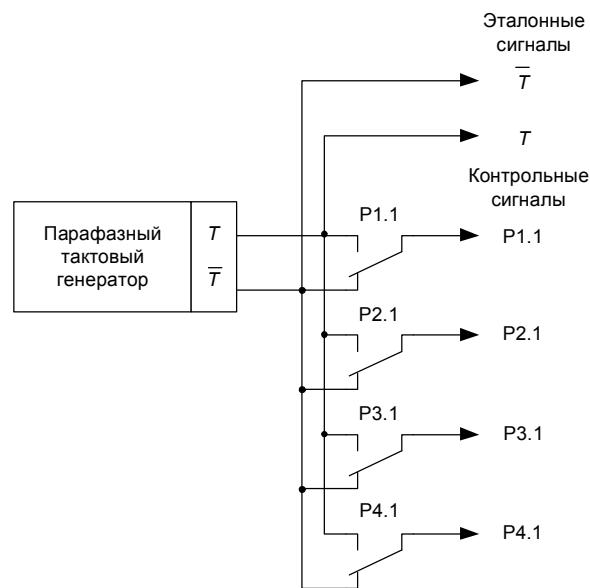 Эталонные
сигналы
T̅
T
Контрольные
сигналы
Парафазный
тактовый
генератор
T
T̅
P1.1
P1.1
P2.1
P2.1
P3.1
P3.1
P4.1
P4.1